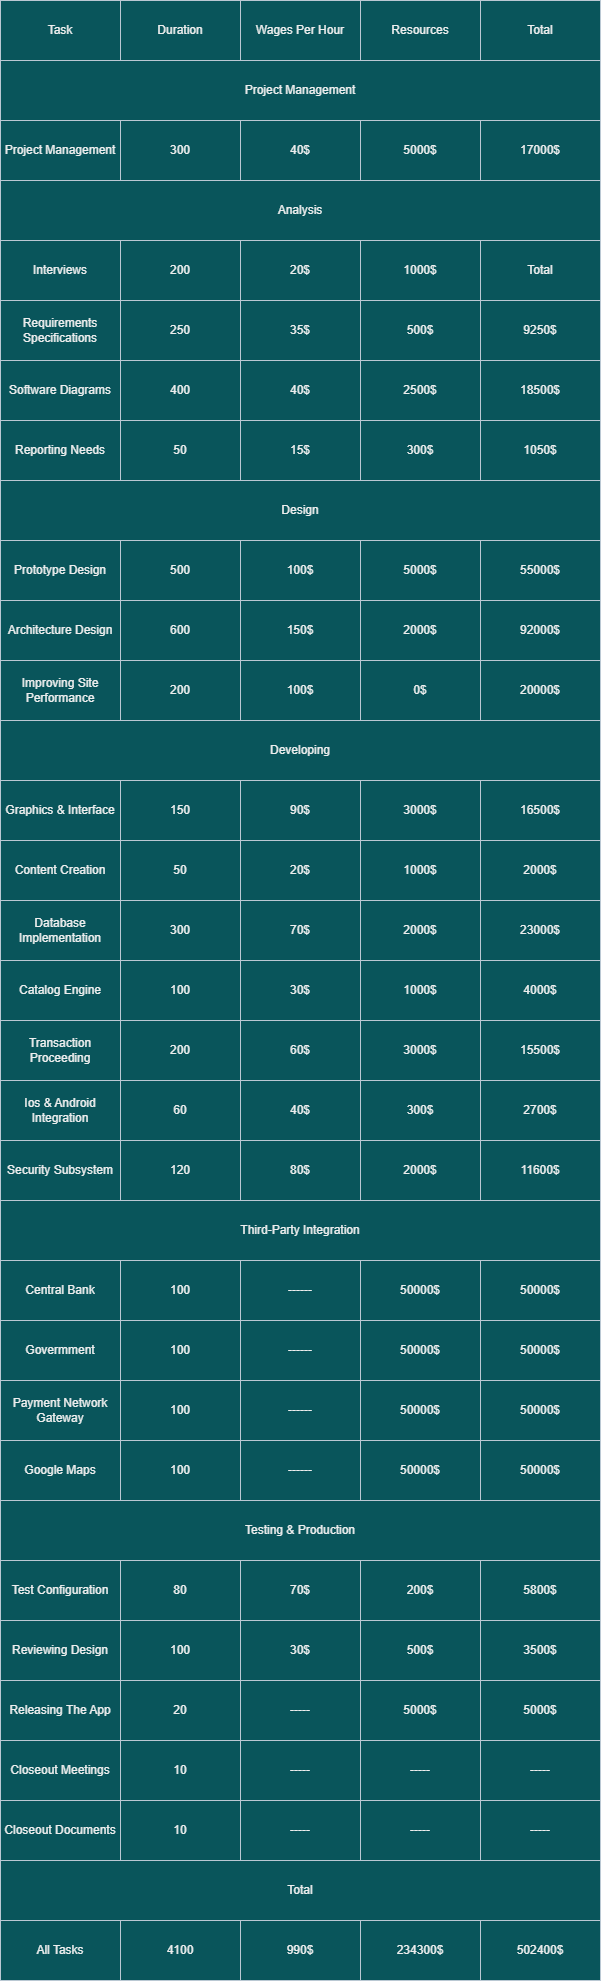 Task Duration Wages Per Hour Resources Total
Project Management
Project Management 300 40$ 5000$ 17000$
Analysis
Interviews 200 20$ 1000$ Total
Requirements
Specifications 250 35$ 500$ 9250$
Software Diagrams 400 40$ 2500$ 18500$
Reporting Needs 50 15$ 300$ 1050$
Design
Prototype Design 500 100$ 5000$ 55000$
Architecture Design 600 150$ 2000$ 92000$
Improving Site
Performance 200 100$ 0$ 20000$
Developing
Graphics & Interface 150 90$ 3000$ 16500$
Content Creation 50 20$ 1000$ 2000$
Database
Implementation 300 70$ 2000$ 23000$
Catalog Engine 100 30$ 1000$ 4000$
Transaction
Proceeding 200 60$ 3000$ 15500$
Ios & Android
Integration 60 40$ 300$ 2700$
Security Subsystem 120 80$ 2000$ 11600$
Third-Party Integration
Central Bank 100 ------ 50000$ 50000$
Govermment 100 ------ 50000$ 50000$
Payment Network
Gateway 100 ------ 50000$ 50000$
Google Maps 100 ------ 50000$ 50000$
Testing & Production
Test Configuration 80 70$ 200$ 5800$
Reviewing Design 100 30$ 500$ 3500$
Releasing The App 20 ----- 5000$ 5000$
Closeout Meetings 10 ----- ----- -----
Closeout Documents 10 ----- ----- -----
Total
All Tasks 4100 990$ 234300$ 502400$